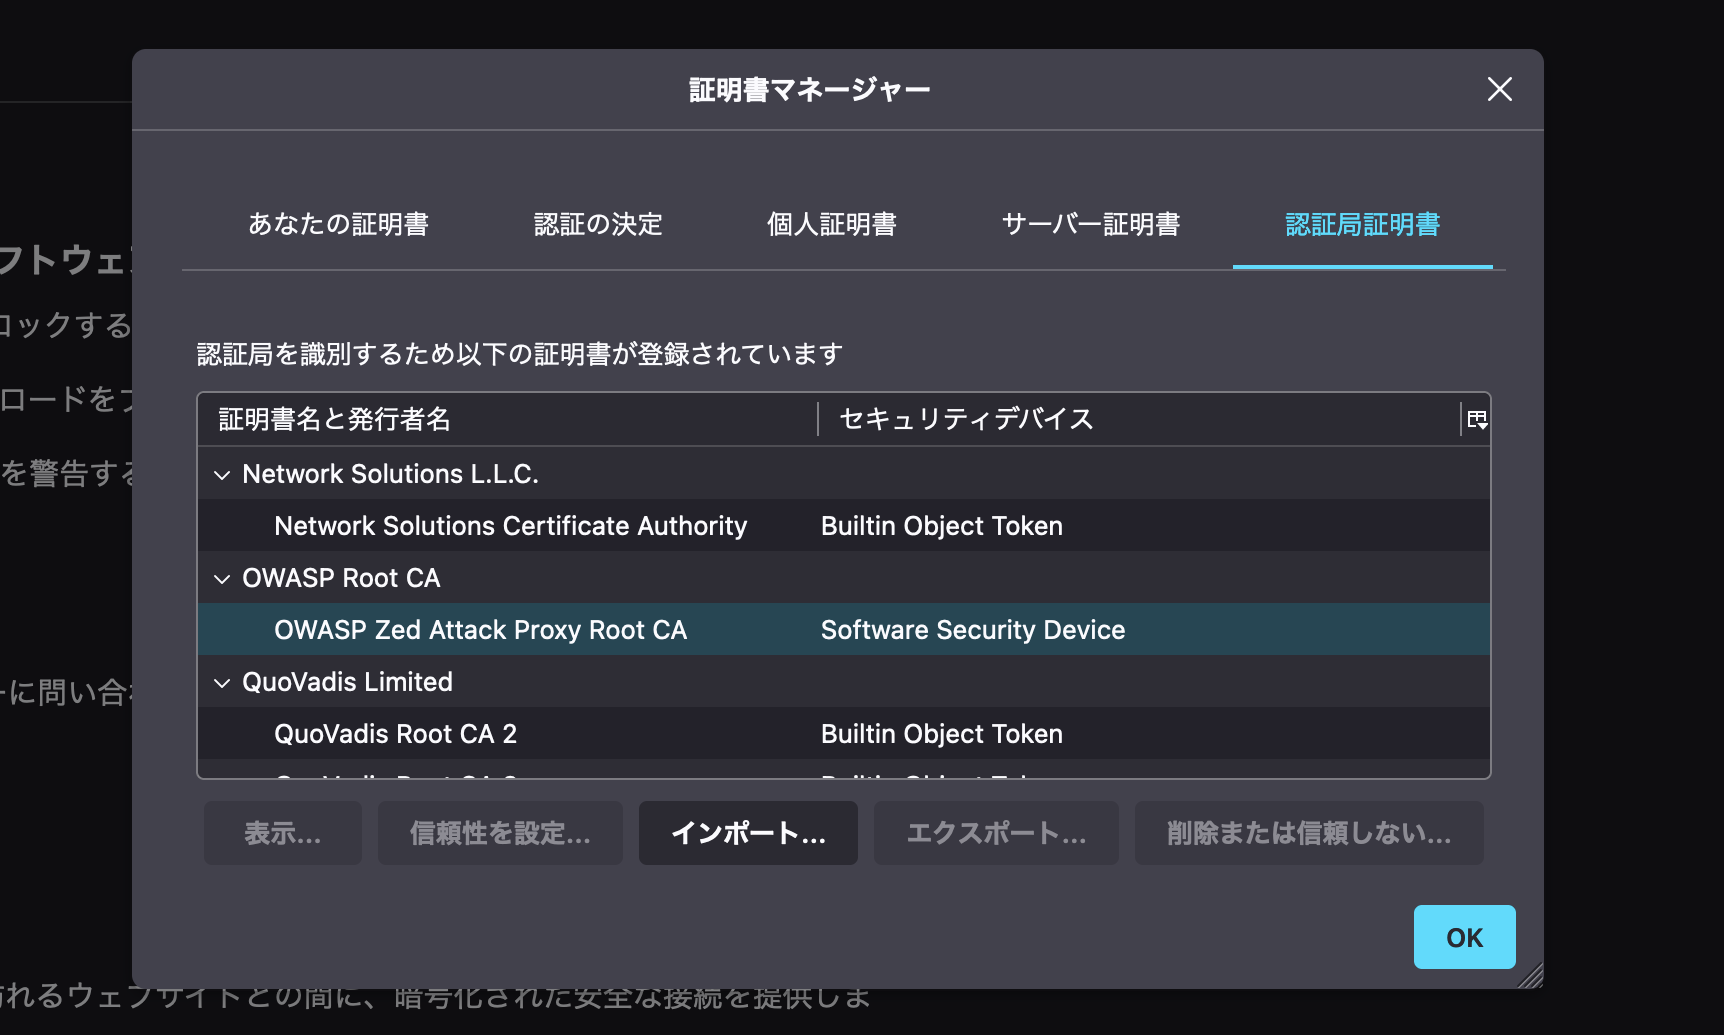 証明書マネージャー
あなたの証明書 認証の決定 個人証明書 サーバー証明書 認証局証明書
フトウェ
ロックする
認証局を識別するため以下の証明書が登録されています
ロードをブ
証明書名と発行者名 セキュリティデバイス
を警告する
Network Solutions L.L.C.
Network Solutions Certificate Authority Builtin Object Token
OWASP Root CA
OWASP Zed Attack Proxy Root CA Software Security Device
QuoVadis Limited
ーに問い合わ
QuoVadis Root CA 2 Builtin Object Token
表示... 信頼性を設定... インポート... エクスポート... 削除または信頼しない...
OK
訪れるウェブサイトとの間に、暗号化された安全な接続を提供しま